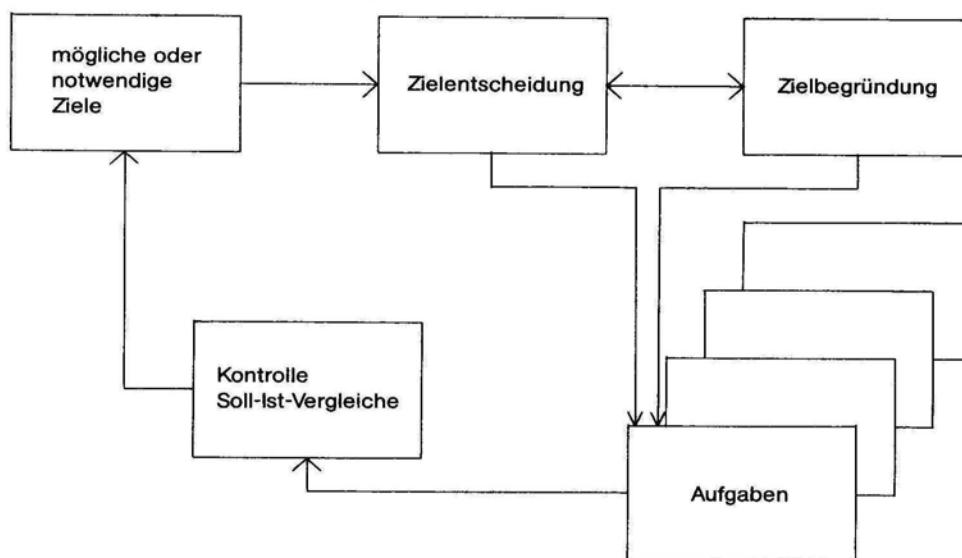 mögliche oder
notwendige
Ziele
Zielentscheidung
Zielbegründung
Kontrolle
Soll-Ist-Vergleiche
Aufgaben